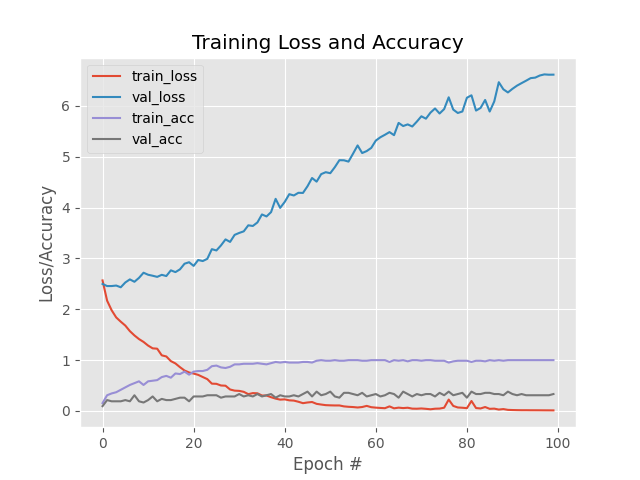 Training Loss and Accuracy
train_loss
val_loss
train_acc
val_acc
Loss/Accuracy
6
5
4
3
2
1
0
0 20 40 60 80 100
Epoch #